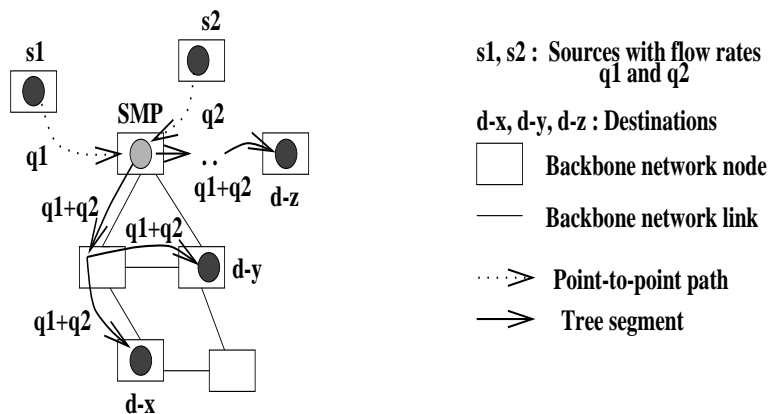 s2
s1
SMP
q2
q1
. .
q1+q2
d-z
q1+q2
q1+q2
d-y
q1+q2
d-x
s1, s2 : Sources with flow rates
q1 and q2
d-x, d-y, d-z : Destinations
Backbone network node
Backbone network link
Point-to-point path
Tree segment